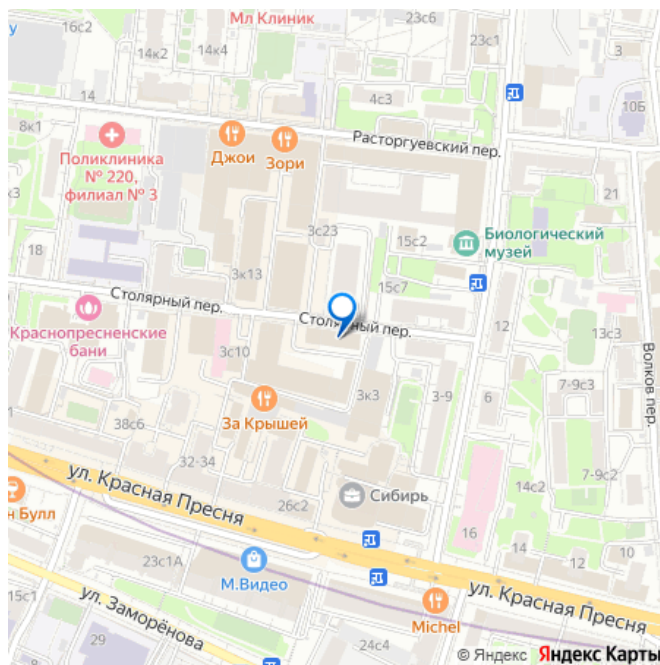 16с2
Мл Клиник
23с6
у
14к2
14к4
23с1
3
14
4с3
10Б
8к1
Поликлиника
№ 220,
филиал № 3
Джои
Зори
Расторгуевский пер.
к3
21
3с23
15с2
Биологический
музей
18
3к13
15с7
Столярный пер.
Столярный пер.
Краснопресненские
бани
12
13с3
Волков пер.
3с10
7-9с3
3к3
3-9
6
За Крышей
1
38с6
32-34
7-9с2
ул. Красная Пресня
26с2
Сибирь
14с2
н Булл
16
14
12
10
23с1А
М.Видео
ул. Красная Пресня
15с1
ул. Заморёнова
Michel
29
24с4
© Яндекс Яндекс Карты